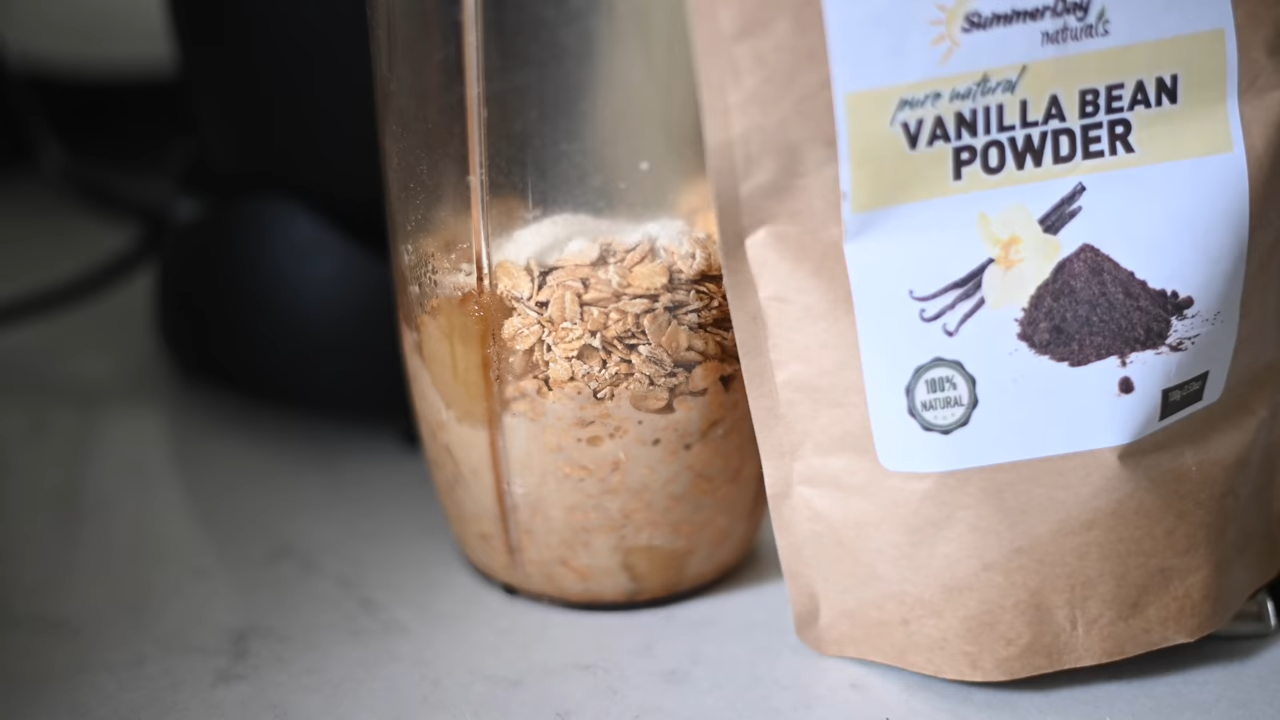 SummerDay
naturals
pure natural
VANILLA BEAN
POWDER
100%
NATURAL